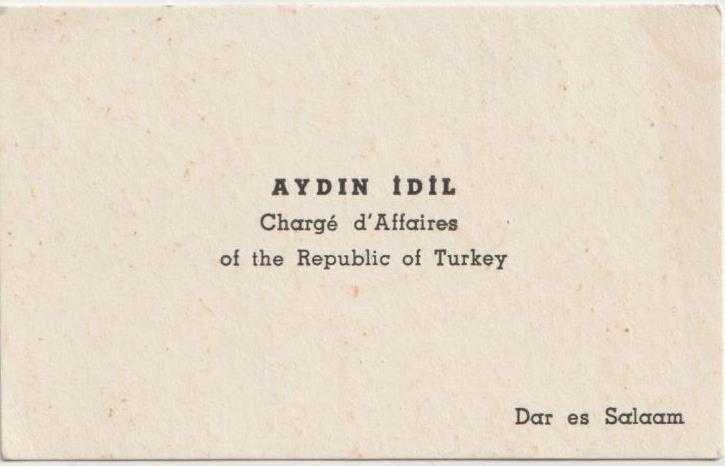 AYDIN İDİL
Chargé d'Affaires
of the Republic of Turkey
Dar es Salaam